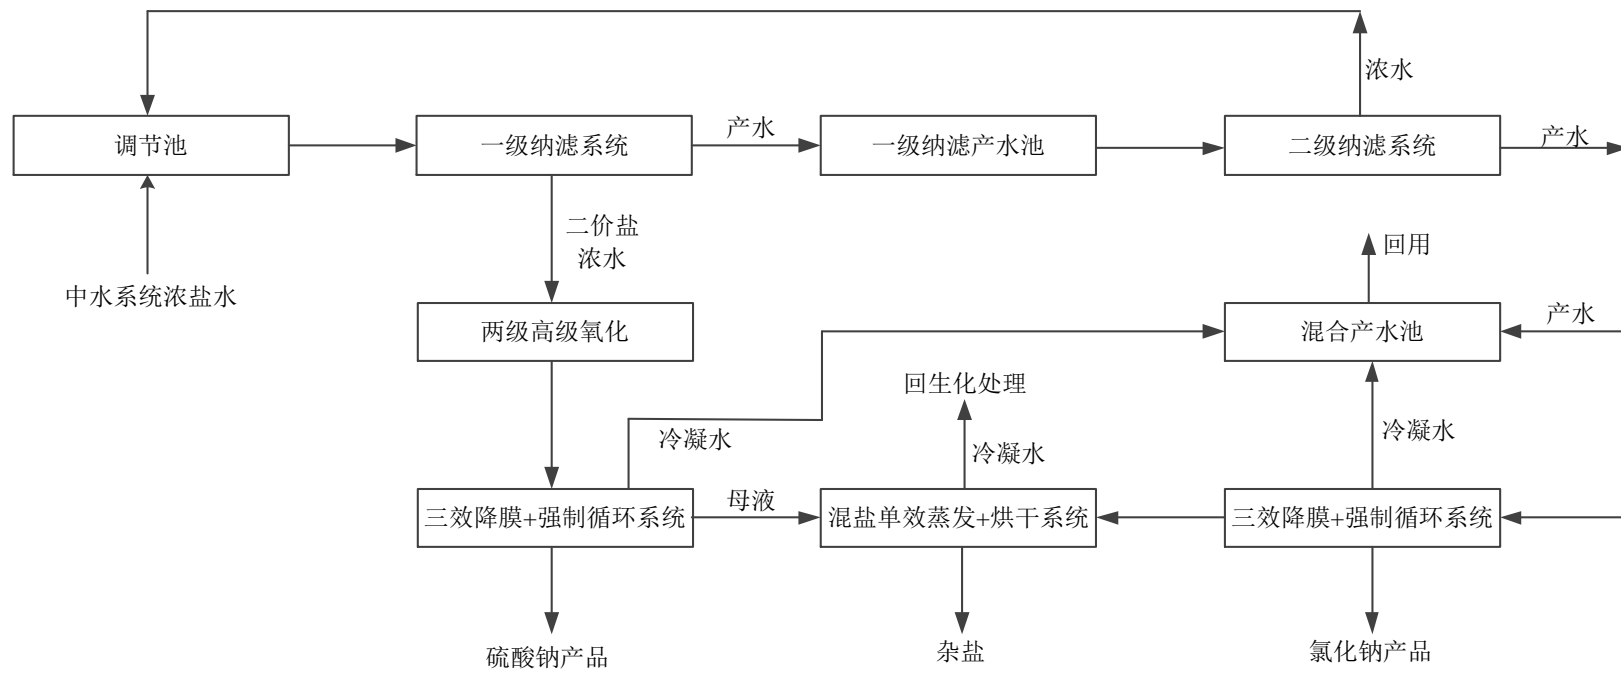 浓水
调节池
一级纳滤系统
产水
一级纳滤产水池
二级纳滤系统
产水
二价盐
浓水
回用
中水系统浓盐水
两级高级氧化
混合产水池
产水
回生化处理
冷凝水
冷凝水
冷凝水
三效降膜+强制循环系统
母液
混盐单效蒸发+烘干系统
三效降膜+强制循环系统
硫酸钠产品
杂盐
氯化钠产品